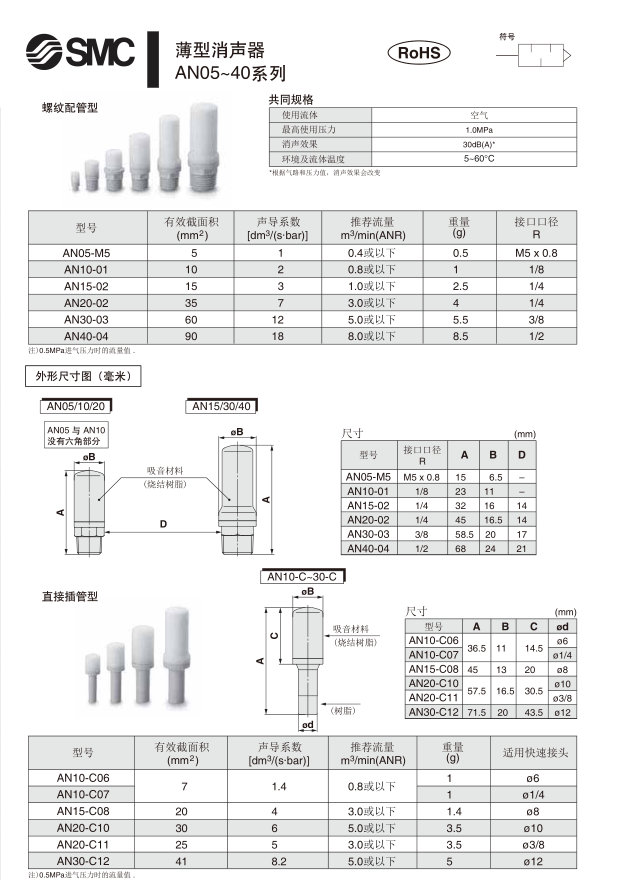 SMC
薄型消声器
AN05~40系列
RoHS
符号
螺纹配管型
共同规格
使用流体 空气
最高使用压力 1.0MPa
消声效果 30dB(A)*
环境及流体温度 5~60°C
*根据气路和压力值，消声效果会改变
型号 有效截面积 (mm²) 声导系数 [dm³/(s·bar)] 推荐流量 m³/min(ANR) 重量 (g) 接口口径 R
AN05-M5 5 1 0.4或以下 0.5 M5 x 0.8
AN10-01 10 2 0.8或以下 1 1/8
AN15-02 15 3 1.0或以下 2.5 1/4
AN20-02 35 7 3.0或以下 4 1/4
AN30-03 60 12 5.0或以下 5.5 3/8
AN40-04 90 18 8.0或以下 8.5 1/2
注)0.5MPa进气压力时的流量值．
外形尺寸图（毫米）
AN05/10/20
AN15/30/40
AN05 与 AN10
没有六角部分
øB
øB
吸音材料
(烧结树脂)
A
A
D
尺寸 (mm)
型号 接口口径 R A B D
AN05-M5 M5 x 0.8 15 6.5 –
AN10-01 1/8 23 11 –
AN15-02 1/4 32 16 14
AN20-02 1/4 45 16.5 14
AN30-03 3/8 58.5 20 17
AN40-04 1/2 68 24 21
直接插管型
AN10-C~30-C
øB
C
A
吸音材料
(烧结树脂)
(树脂)
ød
尺寸 (mm)
型号 A B C ød
AN10-C06 36.5 11 14.5 ø6
AN10-C07 ø1/4
AN15-C08 45 13 20 ø8
AN20-C10 57.5 16.5 30.5 ø10
AN20-C11 ø3/8
AN30-C12 71.5 20 43.5 ø12
型号 有效截面积 (mm²) 声导系数 [dm³/(s·bar)] 推荐流量 m³/min(ANR) 重量 (g) 适用快速接头
AN10-C06 7 1.4 0.8或以下 1 ø6
AN10-C07 1 ø1/4
AN15-C08 20 4 3.0或以下 1.4 ø8
AN20-C10 30 6 5.0或以下 3.5 ø10
AN20-C11 25 5 3.0或以下 3.5 ø3/8
AN30-C12 41 8.2 5.0或以下 5 ø12
注)0.5MPa进气压力时的流量值．